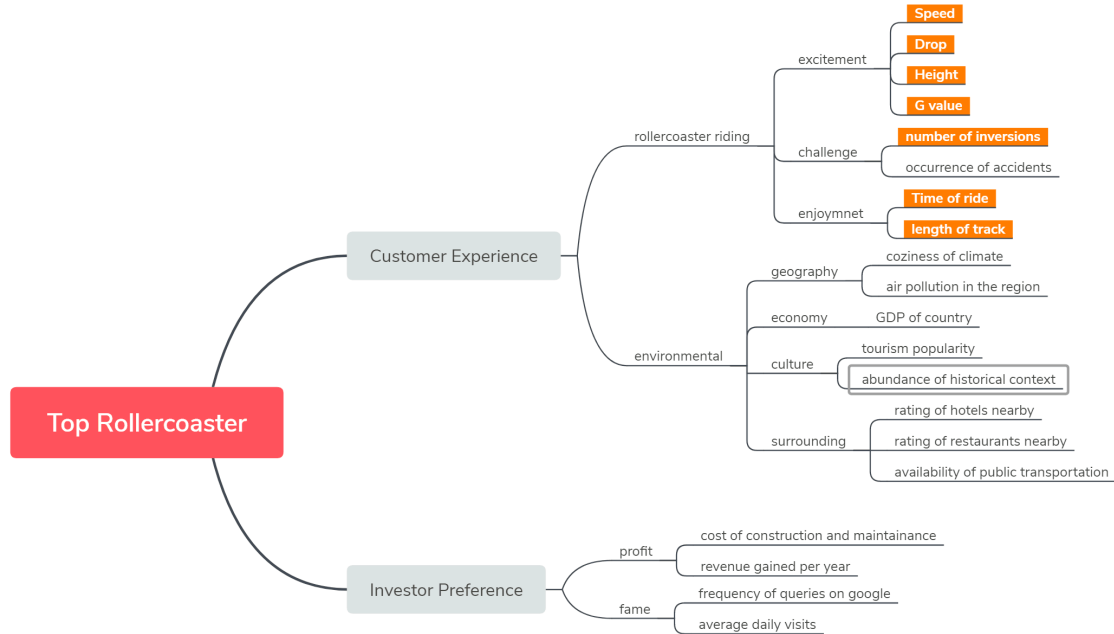 Top Rollercoaster
Customer Experience
rollercoaster riding
excitement
Speed
Drop
Height
G value
challenge
number of inversions
occurrence of accidents
enjoymnet
Time of ride
length of track
environmental
geography
coziness of climate
air pollution in the region
economy
GDP of country
culture
tourism popularity
abundance of historical context
surrounding
rating of hotels nearby
rating of restaurants nearby
availability of public transportation
Investor Preference
profit
cost of construction and maintainance
revenue gained per year
fame
frequency of queries on google
average daily visits